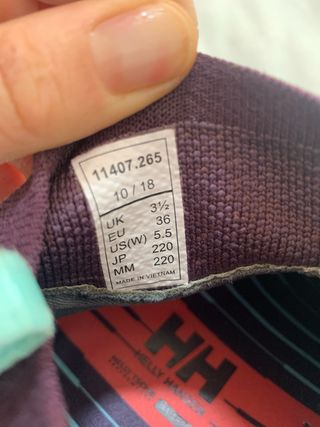 11407.265
10 / 18
UK 3½
EU 36
US(W) 5.5
JP 220
MM 220
MADE IN VIETNAM
HH
HELLY HANSEN